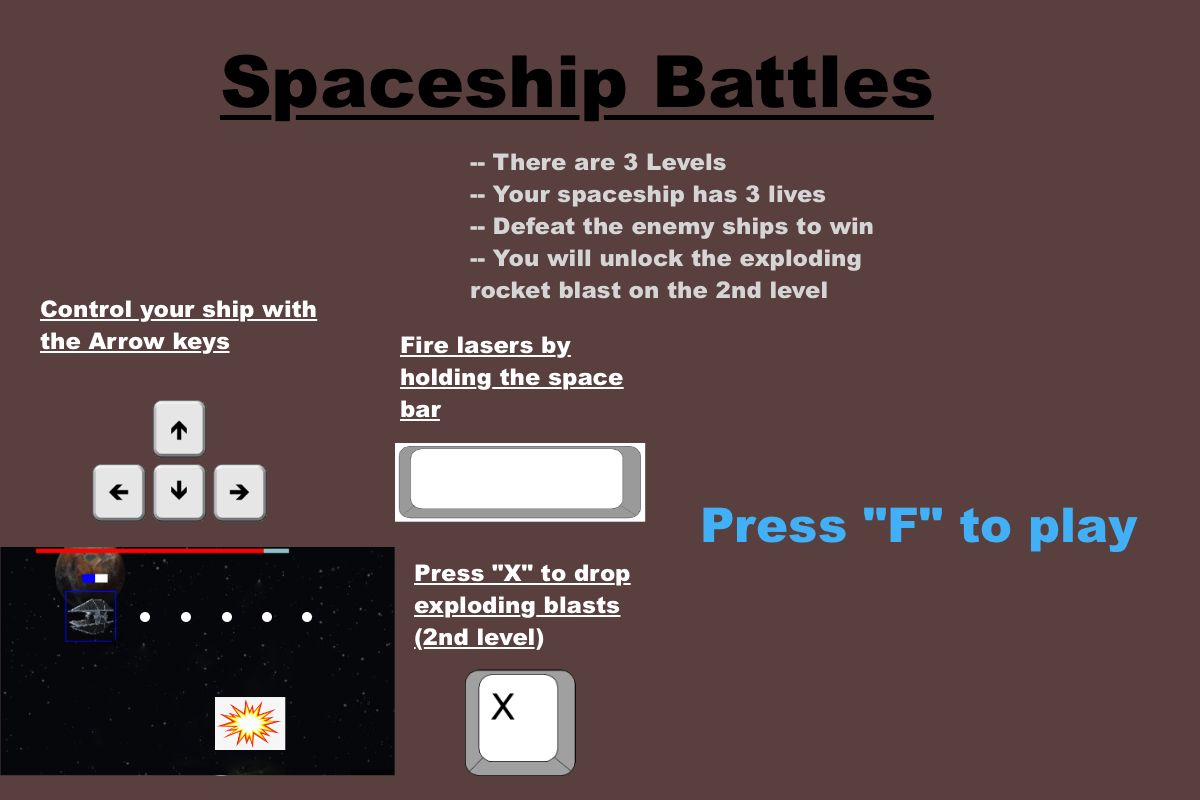 Spaceship Battles
-- There are 3 Levels
-- Your spaceship has 3 lives
-- Defeat the enemy ships to win
-- You will unlock the exploding
rocket blast on the 2nd level
Control your ship with
the Arrow keys
Fire lasers by
holding the space
bar
Press "F" to play
Press "X" to drop
exploding blasts
(2nd level)
X